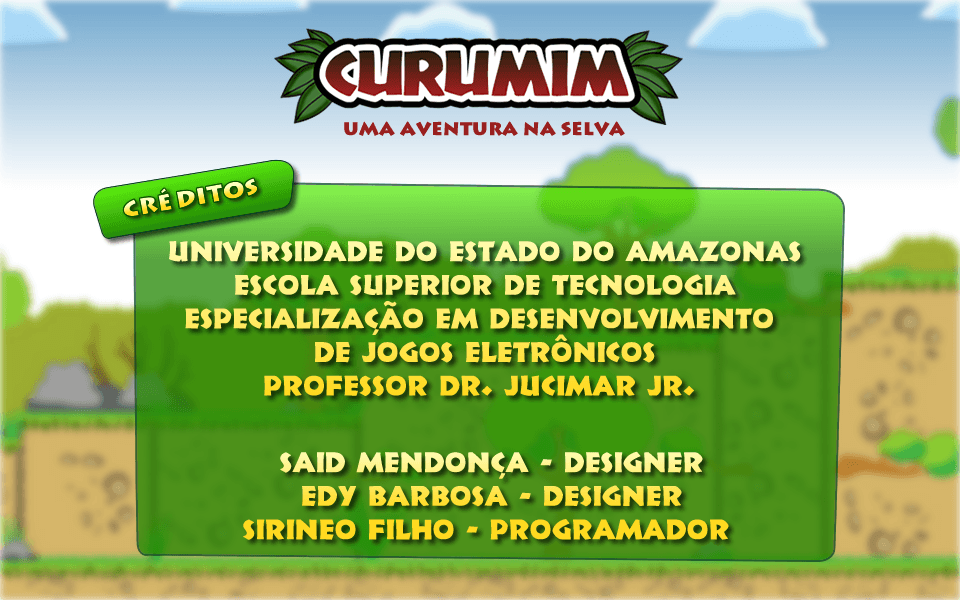 CURUMIM
UMA AVENTURA NA SELVA
CRÉDITOS
UNIVERSIDADE DO ESTADO DO AMAZONAS
ESCOLA SUPERIOR DE TECNOLOGIA
ESPECIALIZAÇÃO EM DESENVOLVIMENTO
DE JOGOS ELETRÔNICOS
PROFESSOR DR. JUCIMAR JR.
SAID MENDONÇA - DESIGNER
EDY BARBOSA - DESIGNER
SIRINEO FILHO - PROGRAMADOR